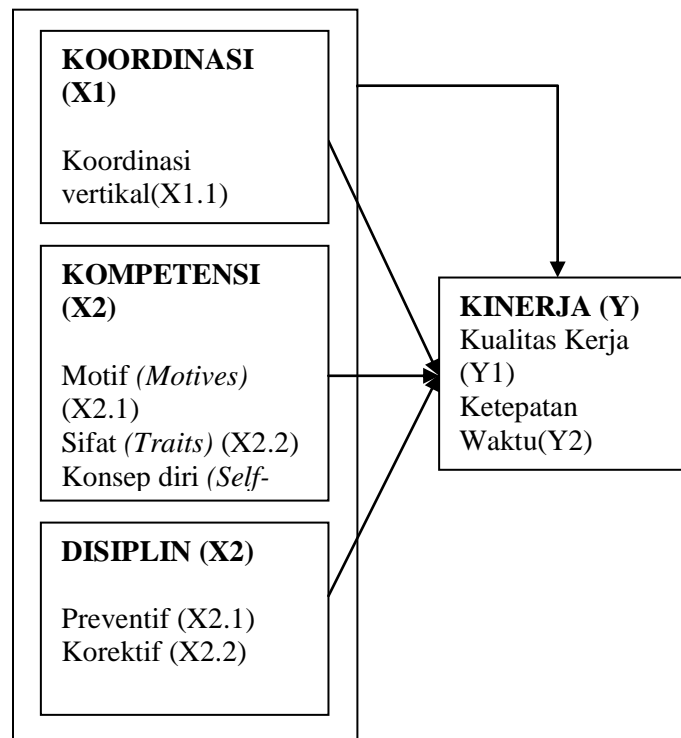 KOORDINASI
(X1)
Koordinasi
vertikal(X1.1)
KOMPETENSI
(X2)
Motif (Motives)
(X2.1)
Sifat (Traits) (X2.2)
Konsep diri (Self-
DISIPLIN (X2)
Preventif (X2.1)
Korektif (X2.2)
KINERJA (Y)
Kualitas Kerja
(Y1)
Ketepatan
Waktu(Y2)